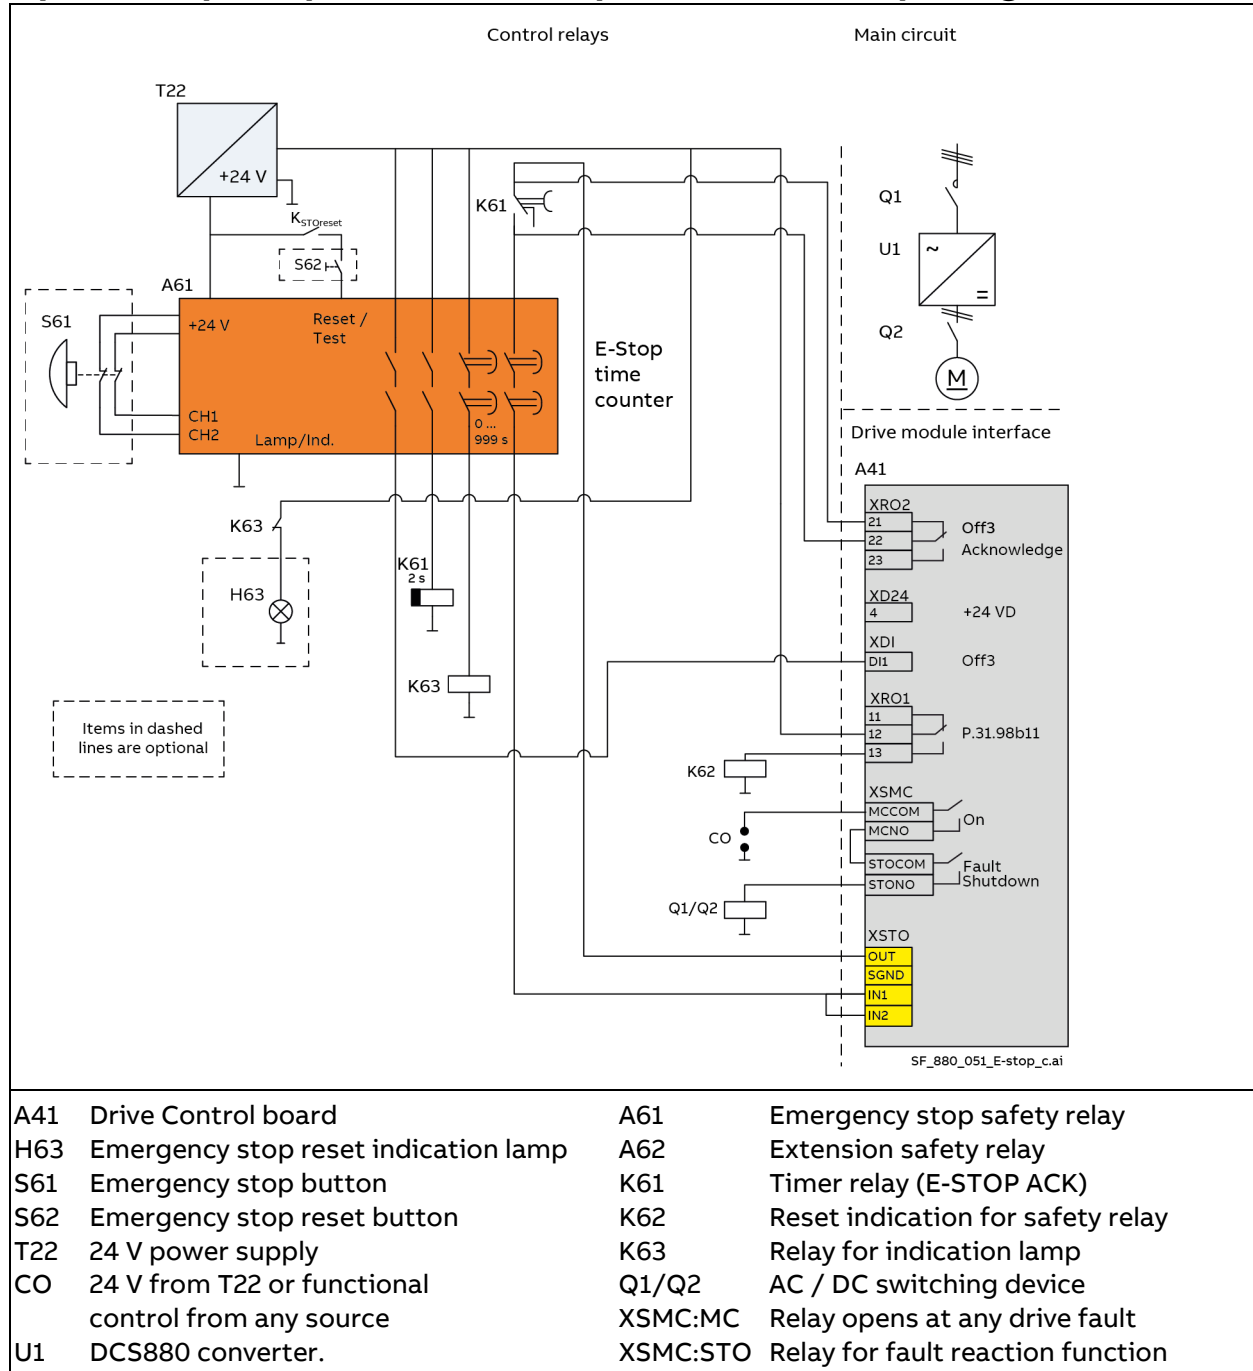 Control relays
Main circuit
T22
+24 V
KSTOreset
S62
K61
Q1
U1
~
=
Q2
M
A61
S61
+24 V
Reset /
Test
CH1
CH2
Lamp/Ind.
0 ...
999 s
E-Stop
time
counter
Drive module interface
A41
K63
H63
K61
2 s
K63
Items in dashed
lines are optional
XRO2
21
22
23
Off3
Acknowledge
XD24
4
+24 VD
XDI
DI1
Off3
XRO1
11
12
13
P.31.98b11
K62
XSMC
MCCOM
MCNO
On
CO
STOCOM
STONO
Fault
Shutdown
Q1/Q2
XSTO
OUT
SGND
IN1
IN2
SF_880_051_E-stop_c.ai
A41 Drive Control board
H63 Emergency stop reset indication lamp
S61 Emergency stop button
S62 Emergency stop reset button
T22 24 V power supply
CO 24 V from T22 or functional
control from any source
U1 DCS880 converter.
A61 Emergency stop safety relay
A62 Extension safety relay
K61 Timer relay (E-STOP ACK)
K62 Reset indication for safety relay
K63 Relay for indication lamp
Q1/Q2 AC / DC switching device
XSMC:MC Relay opens at any drive fault
XSMC:STO Relay for fault reaction function